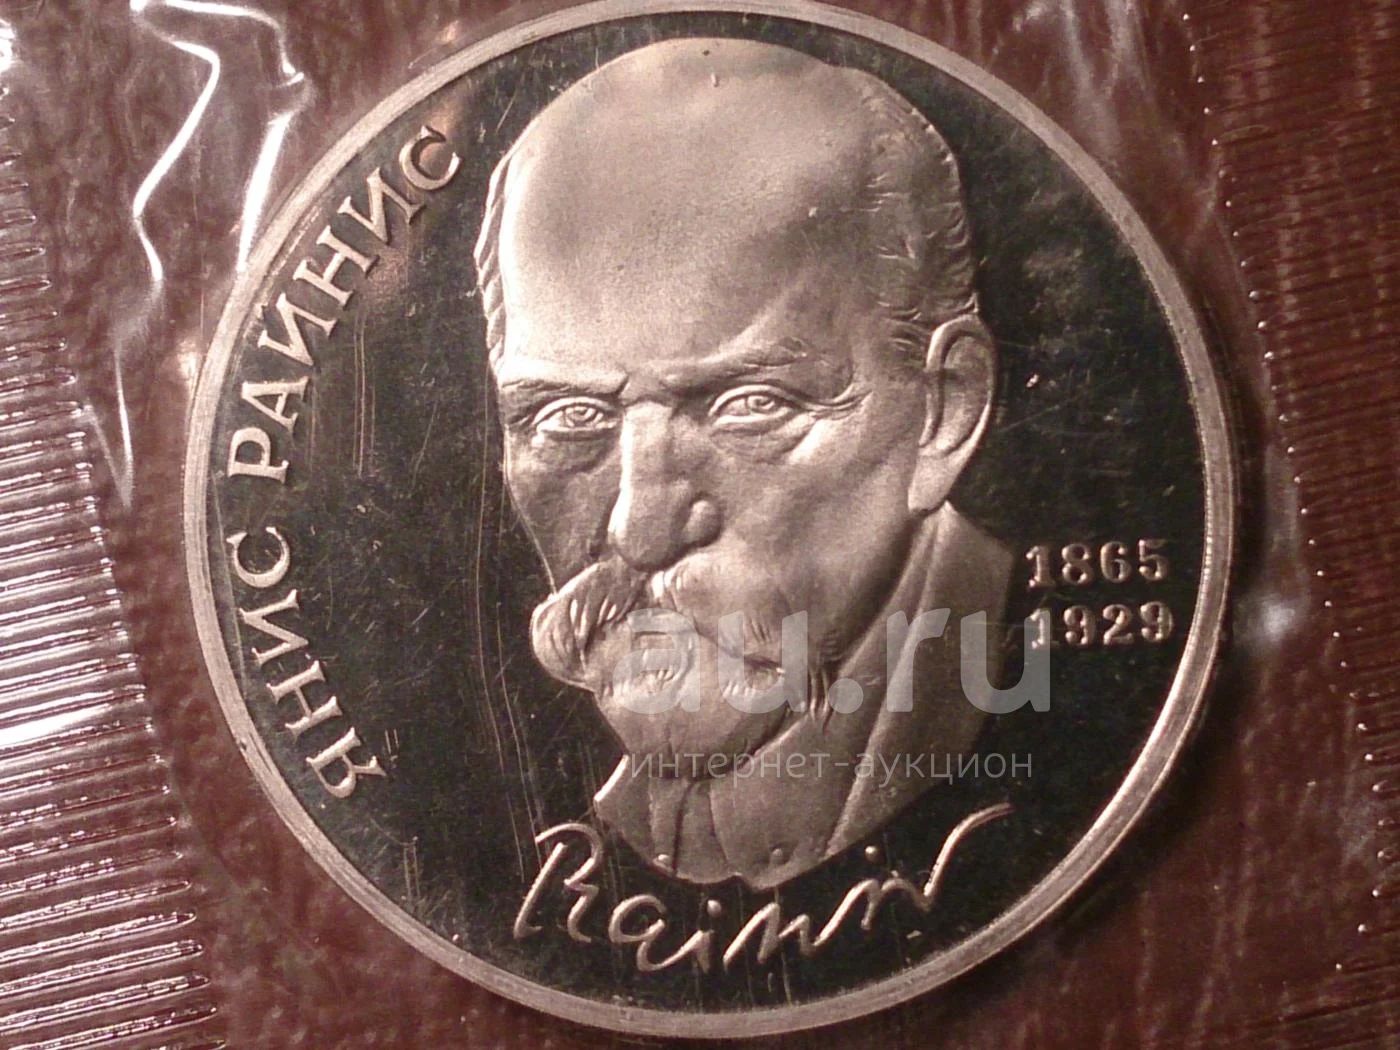 ЯНИС РАЙНИС
1865
1929
au.ru
интернет-аукцион
Rainis